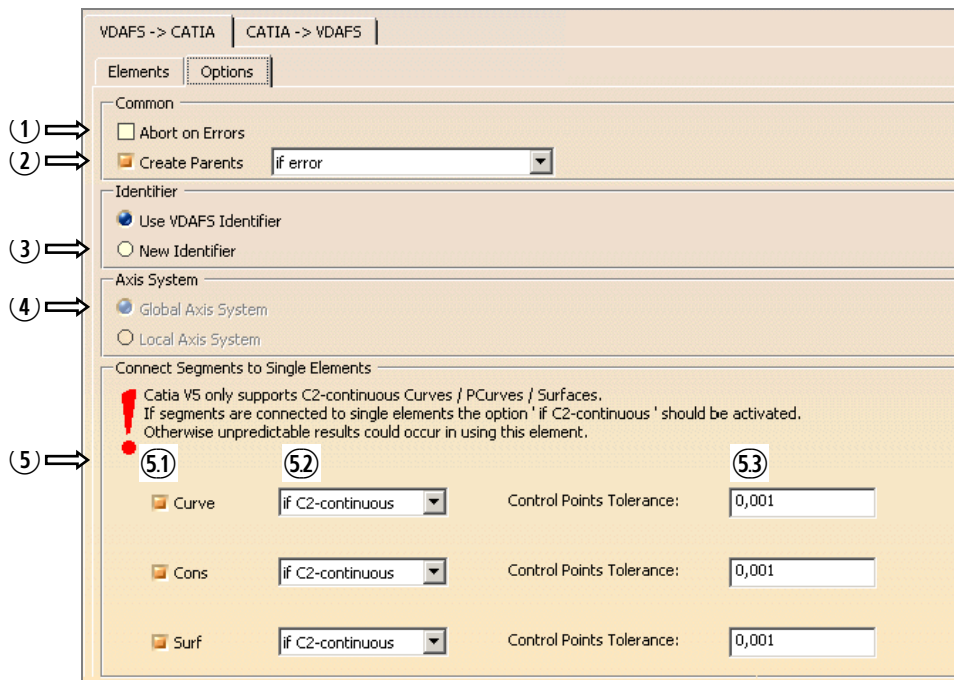 VDAFS -> CATIA CATIA -> VDAFS
Elements Options
Common
(1) Abort on Errors
(2) Create Parents if error
Identifier
Use VDAFS Identifier
(3) New Identifier
Axis System
(4) Global Axis System
Local Axis System
Connect Segments to Single Elements
Catia V5 only supports C2-continuous Curves / PCurves / Surfaces.
If segments are connected to single elements the option ' if C2-continuous ' should be activated.
Otherwise unpredictable results could occur in using this element.
(5) 5.1 5.2 5.3
Curve if C2-continuous Control Points Tolerance: 0,001
Cons if C2-continuous Control Points Tolerance: 0,001
Surf if C2-continuous Control Points Tolerance: 0,001